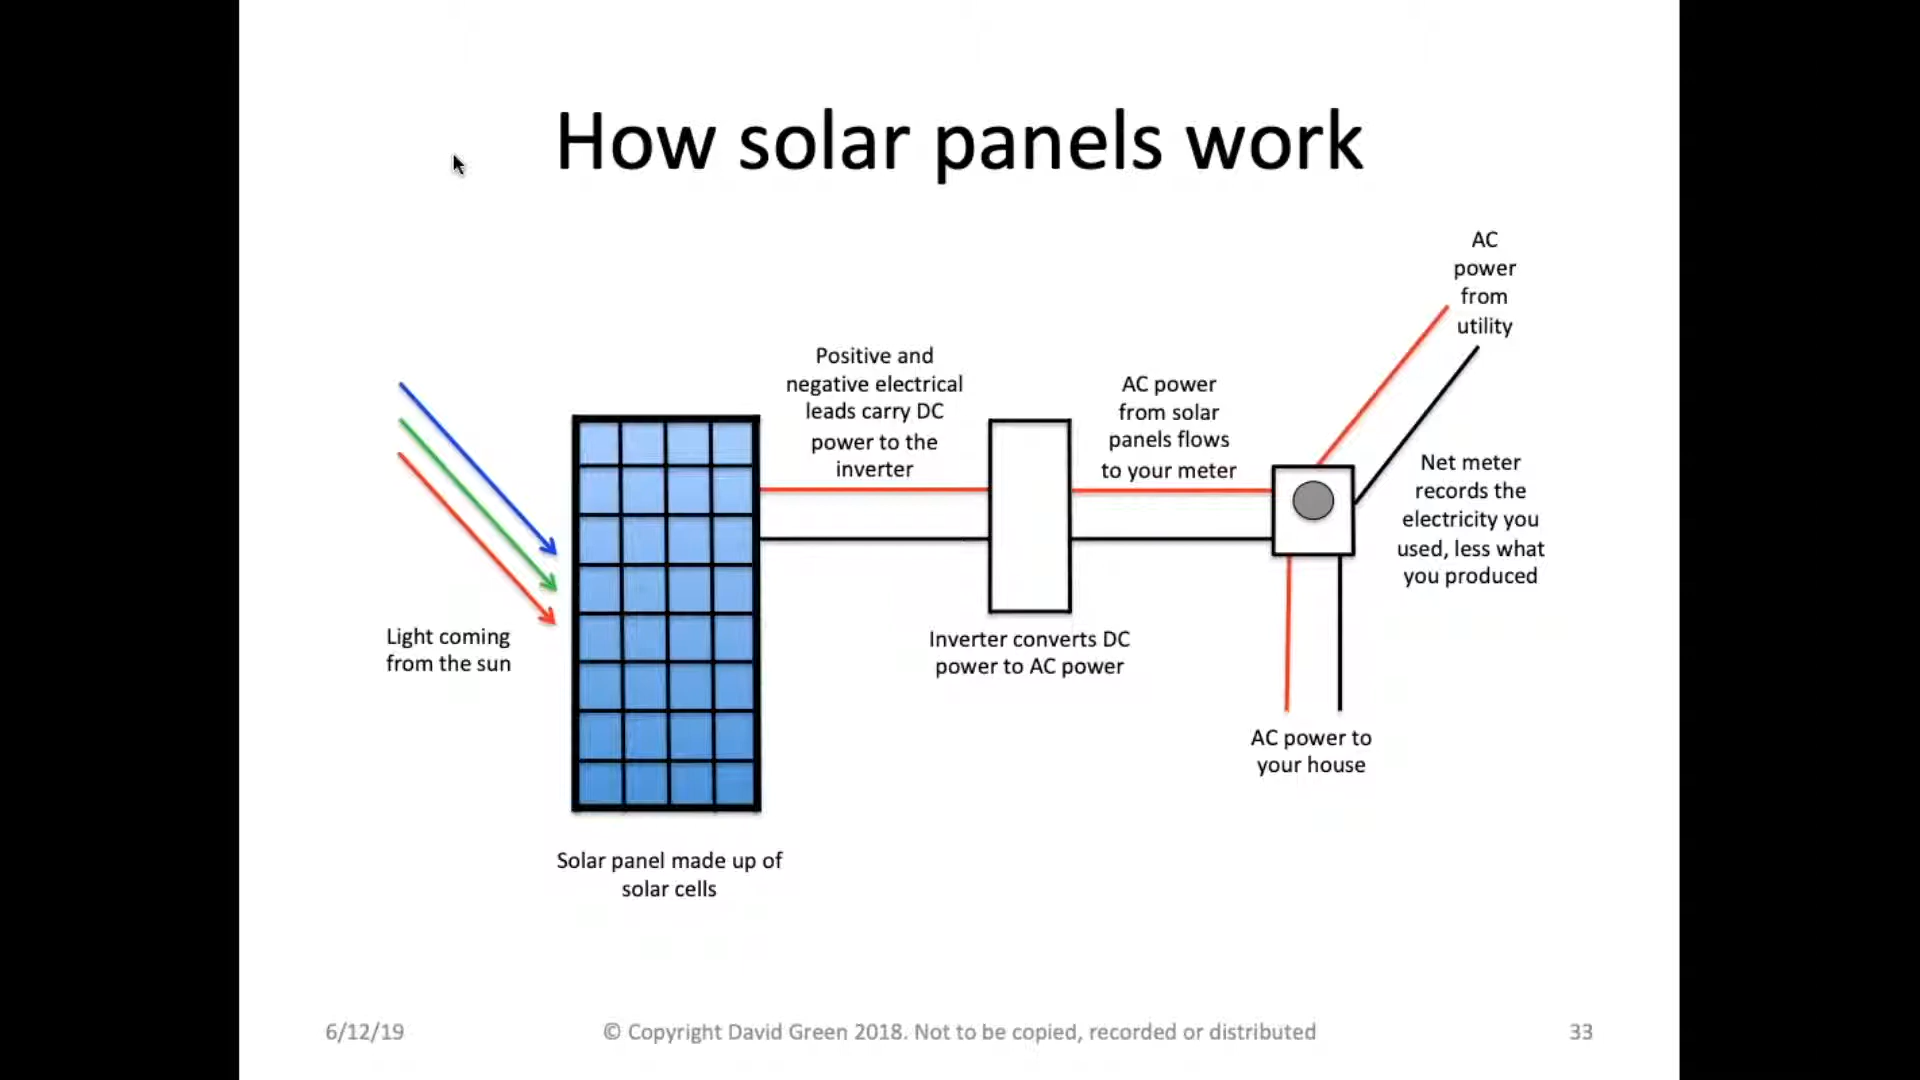 How solar panels work
AC
power
from
utility
Positive and
negative electrical
leads carry DC
power to the
inverter
AC power
from solar
panels flows
to your meter
Net meter
records the
electricity you
used, less what
you produced
Light coming
from the sun
Inverter converts DC
power to AC power
AC power to
your house
Solar panel made up of
solar cells
6/12/19
© Copyright David Green 2018. Not to be copied, recorded or distributed
33